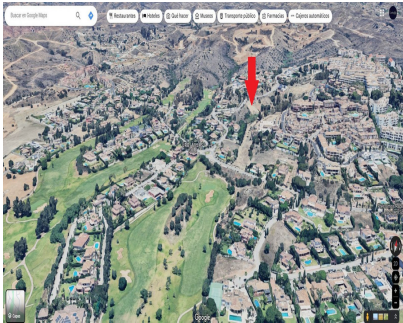 Buscar en Google Maps
Restaurantes
Hoteles
Qué hacer
Museos
Transporte público
Farmacias
Cajeros automáticos
Capas
Google